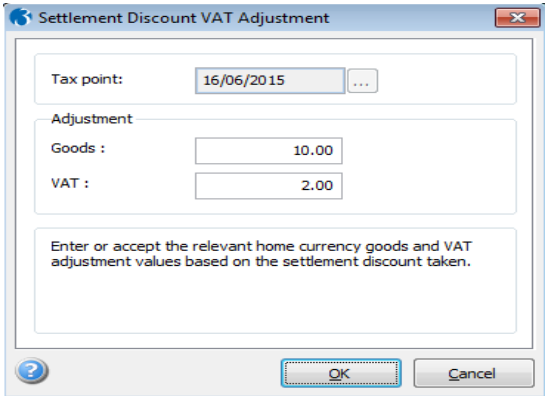 Settlement Discount VAT Adjustment
Tax point: 16/06/2015 ...
Adjustment
Goods : 10.00
VAT : 2.00
Enter or accept the relevant home currency goods and VAT
adjustment values based on the settlement discount taken.
? OK Cancel